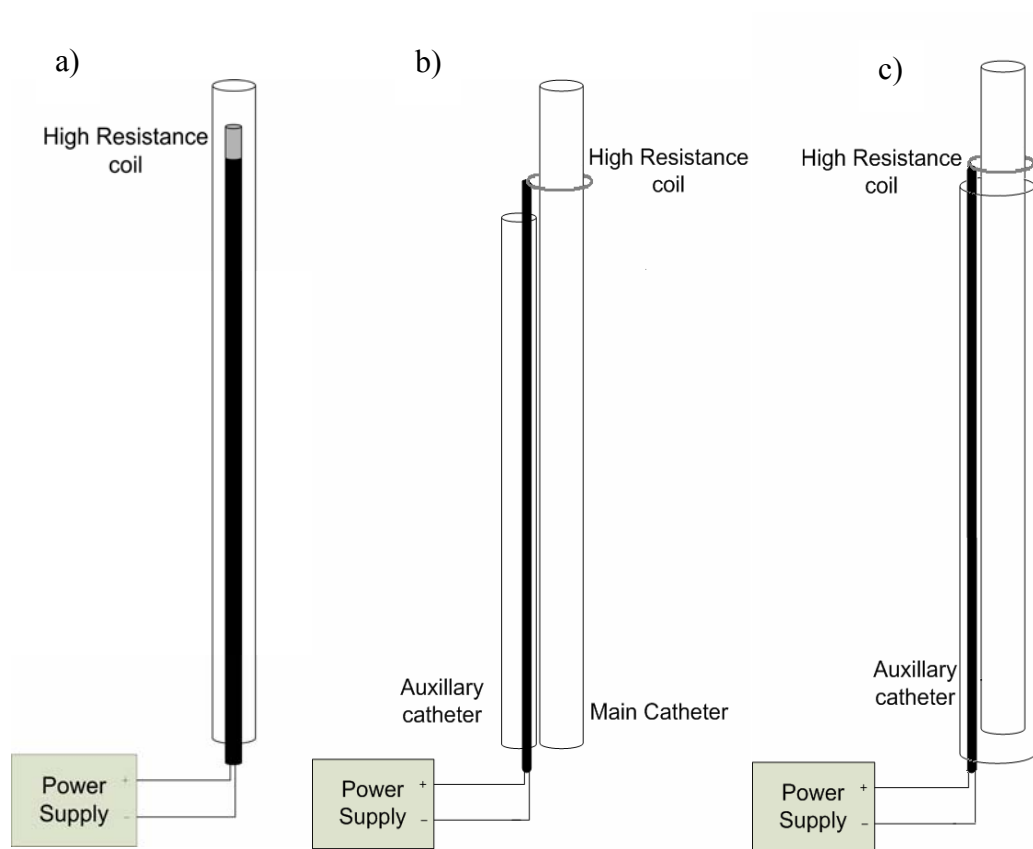 a)
High Resistance
coil
Power
Supply
+
–
b)
High Resistance
coil
Auxillary
catheter
Main Catheter
Power
Supply
+
–
c)
High Resistance
coil
Auxillary
catheter
Power
Supply
+
–